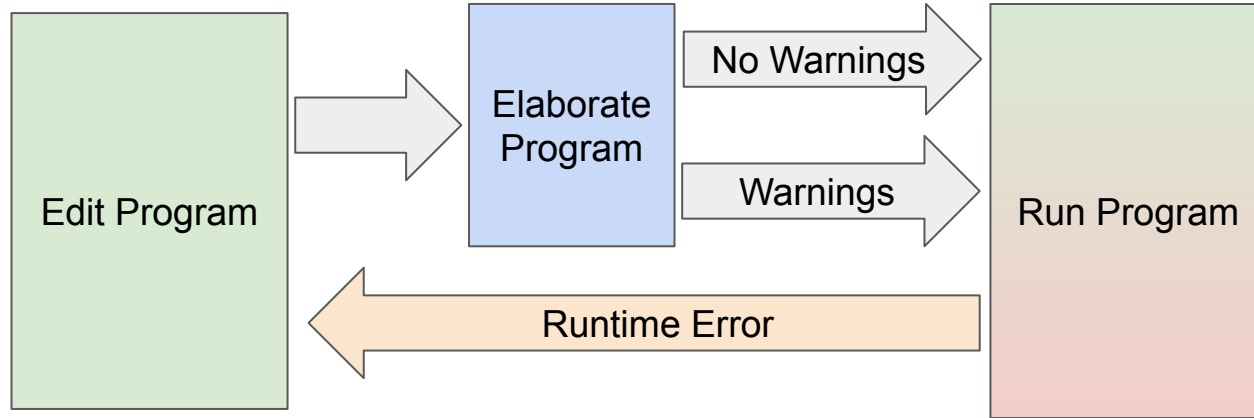 Edit Program
Elaborate
Program
No Warnings
Warnings
Run Program
Runtime Error